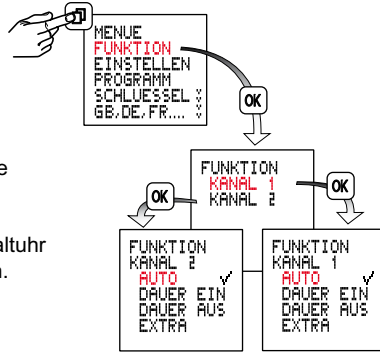 MENUE
FUNKTION
EINSTELLEN
PROGRAMM
SCHLUESSEL
GB,DE,FR....
OK
e
altuhr
n.
FUNKTION
KANAL 1
KANAL 2
OK
OK
FUNKTION
KANAL 2
AUTO ✓
DAUER EIN
DAUER AUS
EXTRA
FUNKTION
KANAL 1
AUTO ✓
DAUER EIN
DAUER AUS
EXTRA